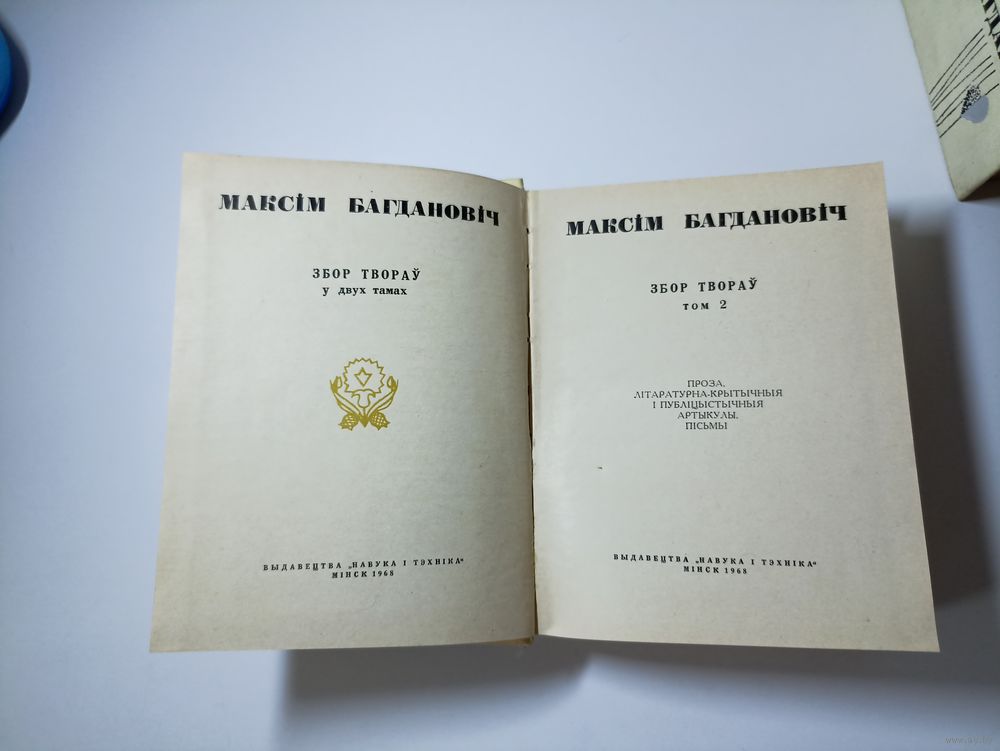 МАКСІМ БАГДАНОВІЧ
ЗБОР ТВОРАЎ
У ДВУХ ТАМАХ
ВЫДАВЕЦТВА „НАВУКА І ТЭХНІКА"
МІНСК 1968
МАКСІМ БАГДАНОВІЧ
ЗБОР ТВОРАЎ
ТОМ 2
ПРОЗА,
ЛІТАРАТУРНА-КРЫТЫЧНЫЯ
І ПУБЛІЦЫСТЫЧНЫЯ
АРТЫКУЛЫ,
ПІСЬМЫ
ВЫДАВЕЦТВА „НАВУКА І ТЭХНІКА"
МІНСК 1968